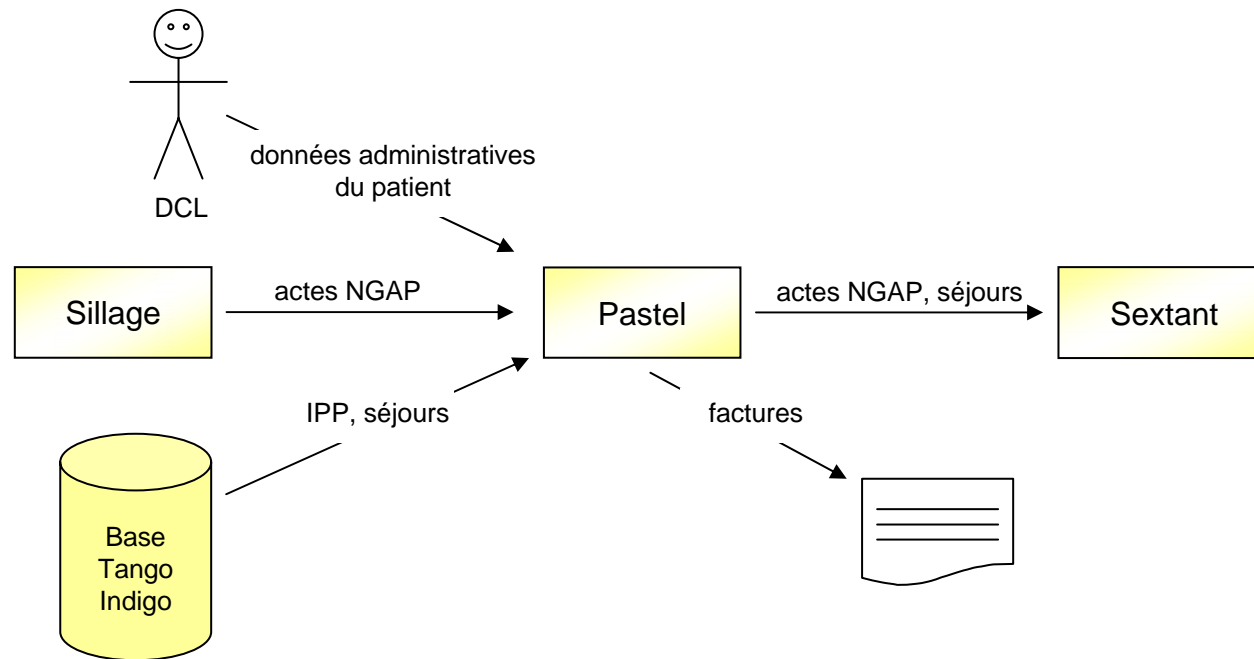 données administratives
du patient
DCL
Sillage
actes NGAP
Pastel
actes NGAP, séjours
Sextant
IPP, séjours
factures
Base
Tango
Indigo